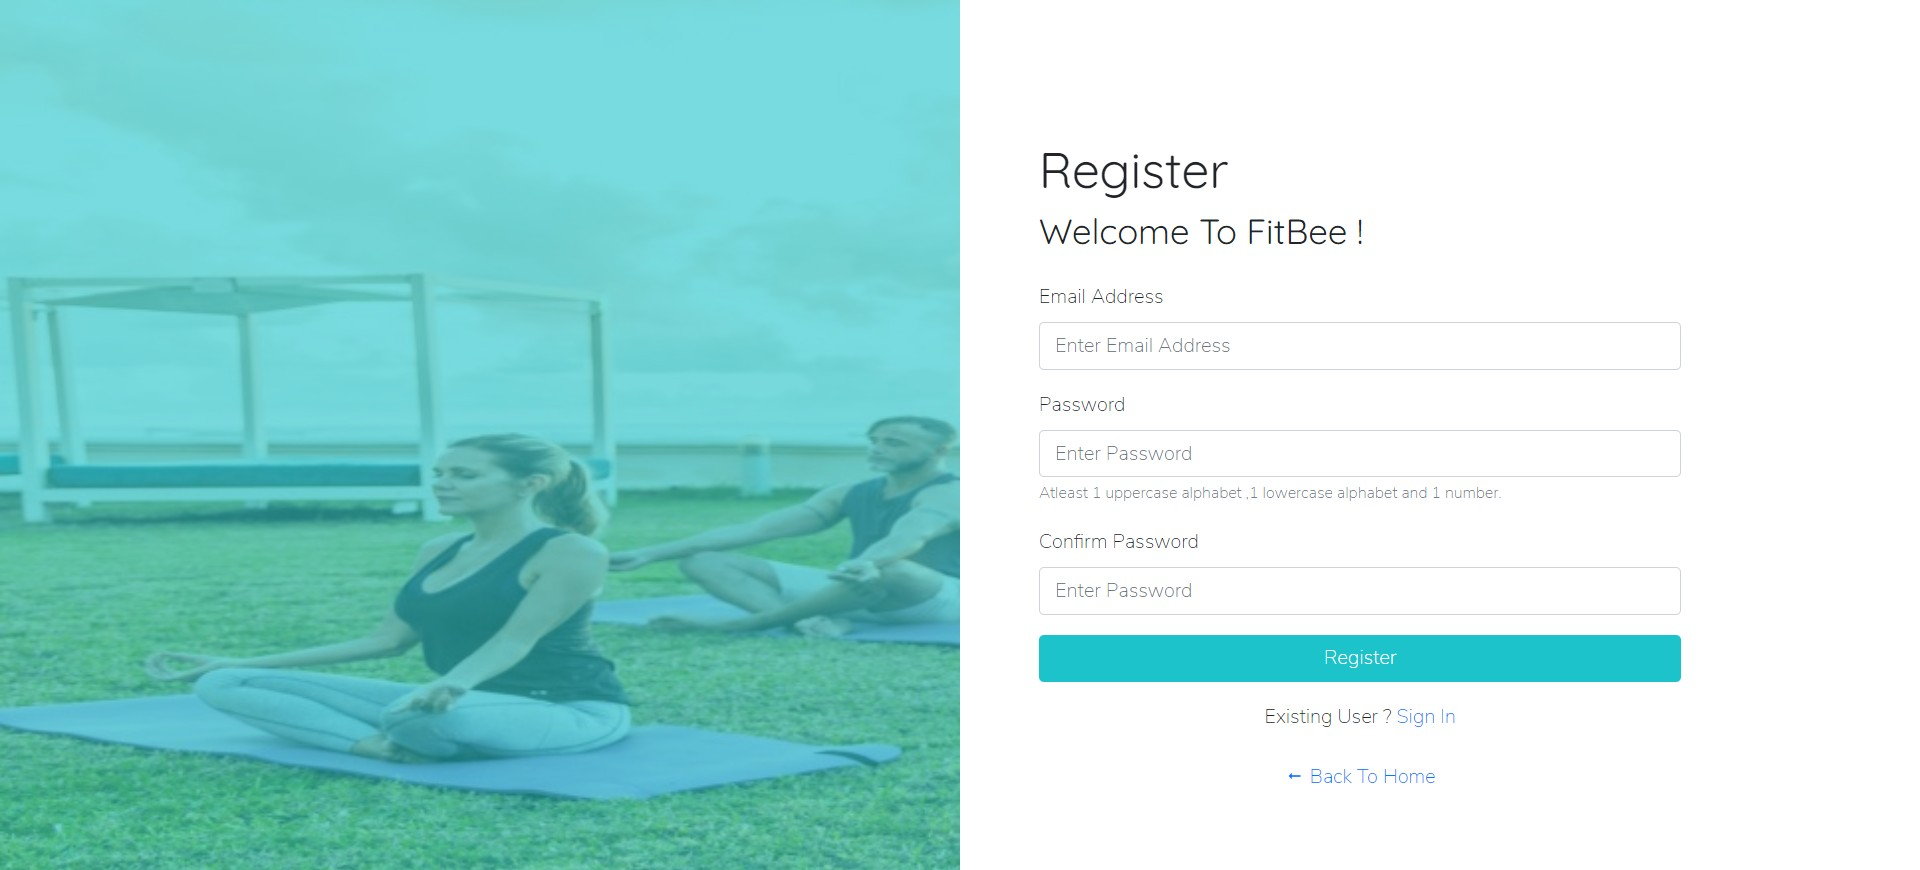 Register
Welcome To FitBee !
Email Address
Enter Email Address
Password
Enter Password
Atleast 1 uppercase alphabet ,1 lowercase alphabet and 1 number.
Confirm Password
Enter Password
Register
Existing User ? Sign In
← Back To Home